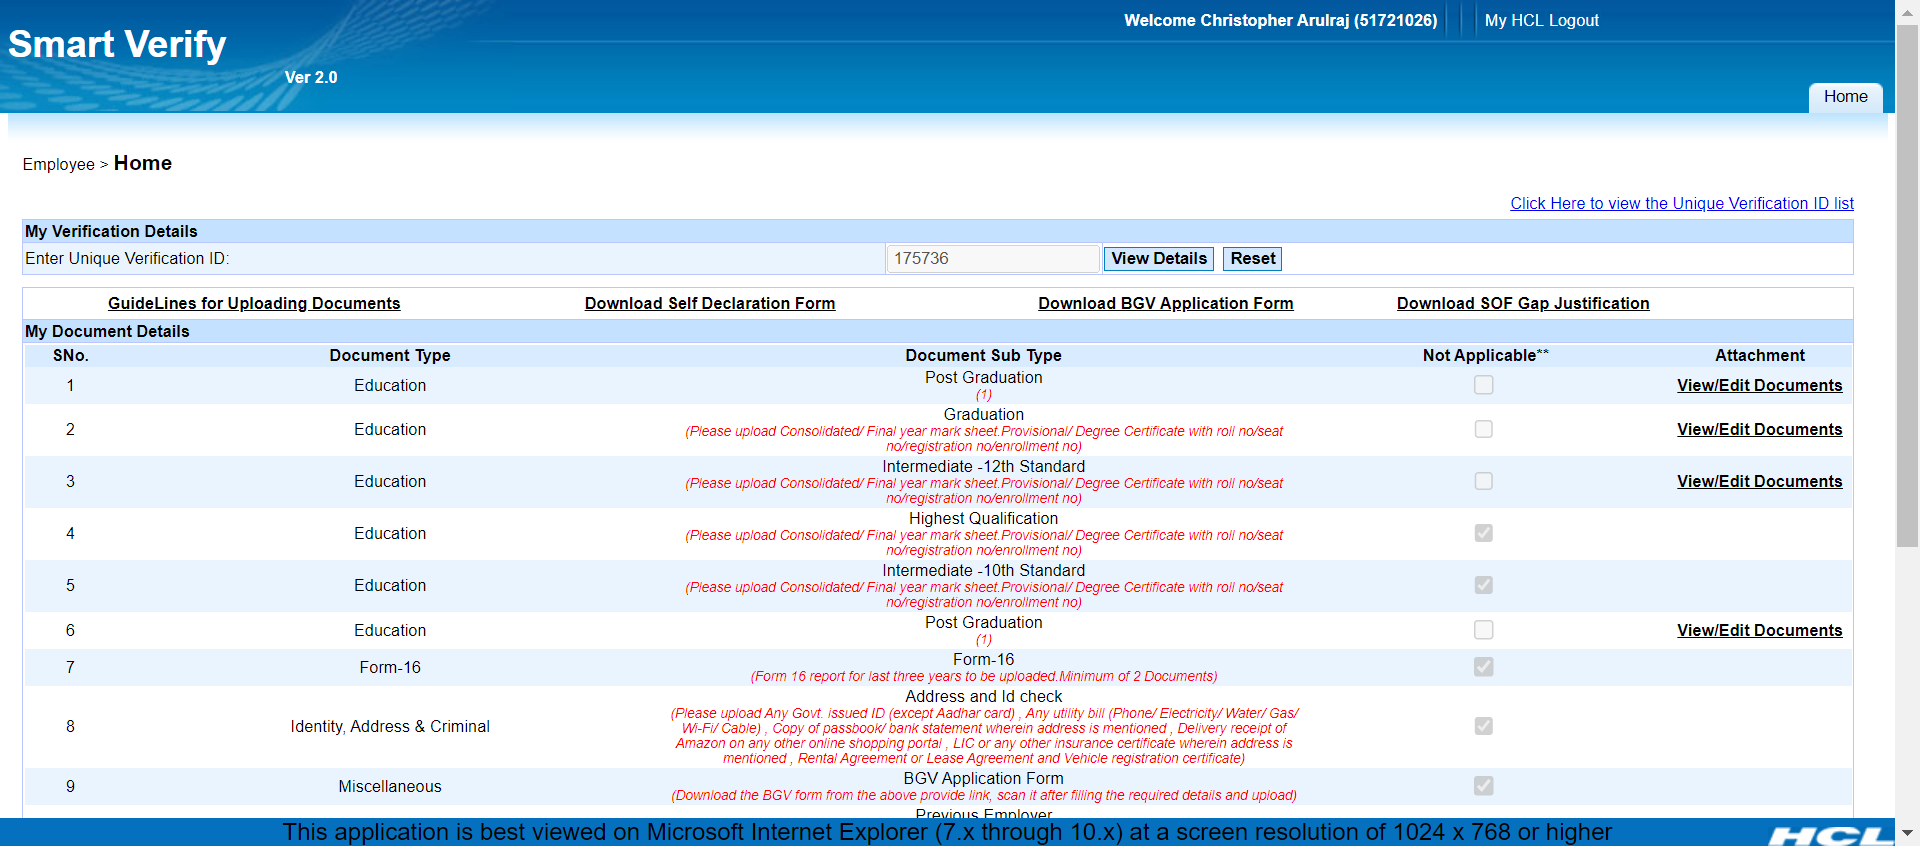 Welcome Christopher Arulraj (51721026)
My HCL Logout
Smart Verify
Ver 2.0
Home
Employee > Home
Click Here to view the Unique Verification ID list
My Verification Details
Enter Unique Verification ID:
175736
View Details
Reset
GuideLines for Uploading Documents
Download Self Declaration Form
Download BGV Application Form
Download SOF Gap Justification
My Document Details
SNo.
Document Type
Document Sub Type
Not Applicable**
Attachment
1
Education
Post Graduation
(1)
View/Edit Documents
2
Education
Graduation
(Please upload Consolidated/ Final year mark sheet.Provisional/ Degree Certificate with roll no/seat
no/registration no/enrollment no)
View/Edit Documents
3
Education
Intermediate -12th Standard
(Please upload Consolidated/ Final year mark sheet.Provisional/ Degree Certificate with roll no/seat
no/registration no/enrollment no)
View/Edit Documents
4
Education
Highest Qualification
(Please upload Consolidated/ Final year mark sheet.Provisional/ Degree Certificate with roll no/seat
no/registration no/enrollment no)
5
Education
Intermediate -10th Standard
(Please upload Consolidated/ Final year mark sheet.Provisional/ Degree Certificate with roll no/seat
no/registration no/enrollment no)
6
Education
Post Graduation
(1)
View/Edit Documents
7
Form-16
Form-16
(Form 16 report for last three years to be uploaded.Minimum of 2 Documents)
8
Identity, Address & Criminal
Address and Id check
(Please upload Any Govt. issued ID (except Aadhar card) , Any utility bill (Phone/ Electricity/ Water/ Gas/
Wi-Fi/ Cable) , Copy of passbook/ bank statement wherein address is mentioned , Delivery receipt of
Amazon on any other online shopping portal , LIC or any other insurance certificate wherein address is
mentioned , Rental Agreement or Lease Agreement and Vehicle registration certificate)
9
Miscellaneous
BGV Application Form
(Download the BGV form from the above provide link, scan it after filling the required details and upload)
Previous Employer
This application is best viewed on Microsoft Internet Explorer (7.x through 10.x) at a screen resolution of 1024 x 768 or higher
HCL